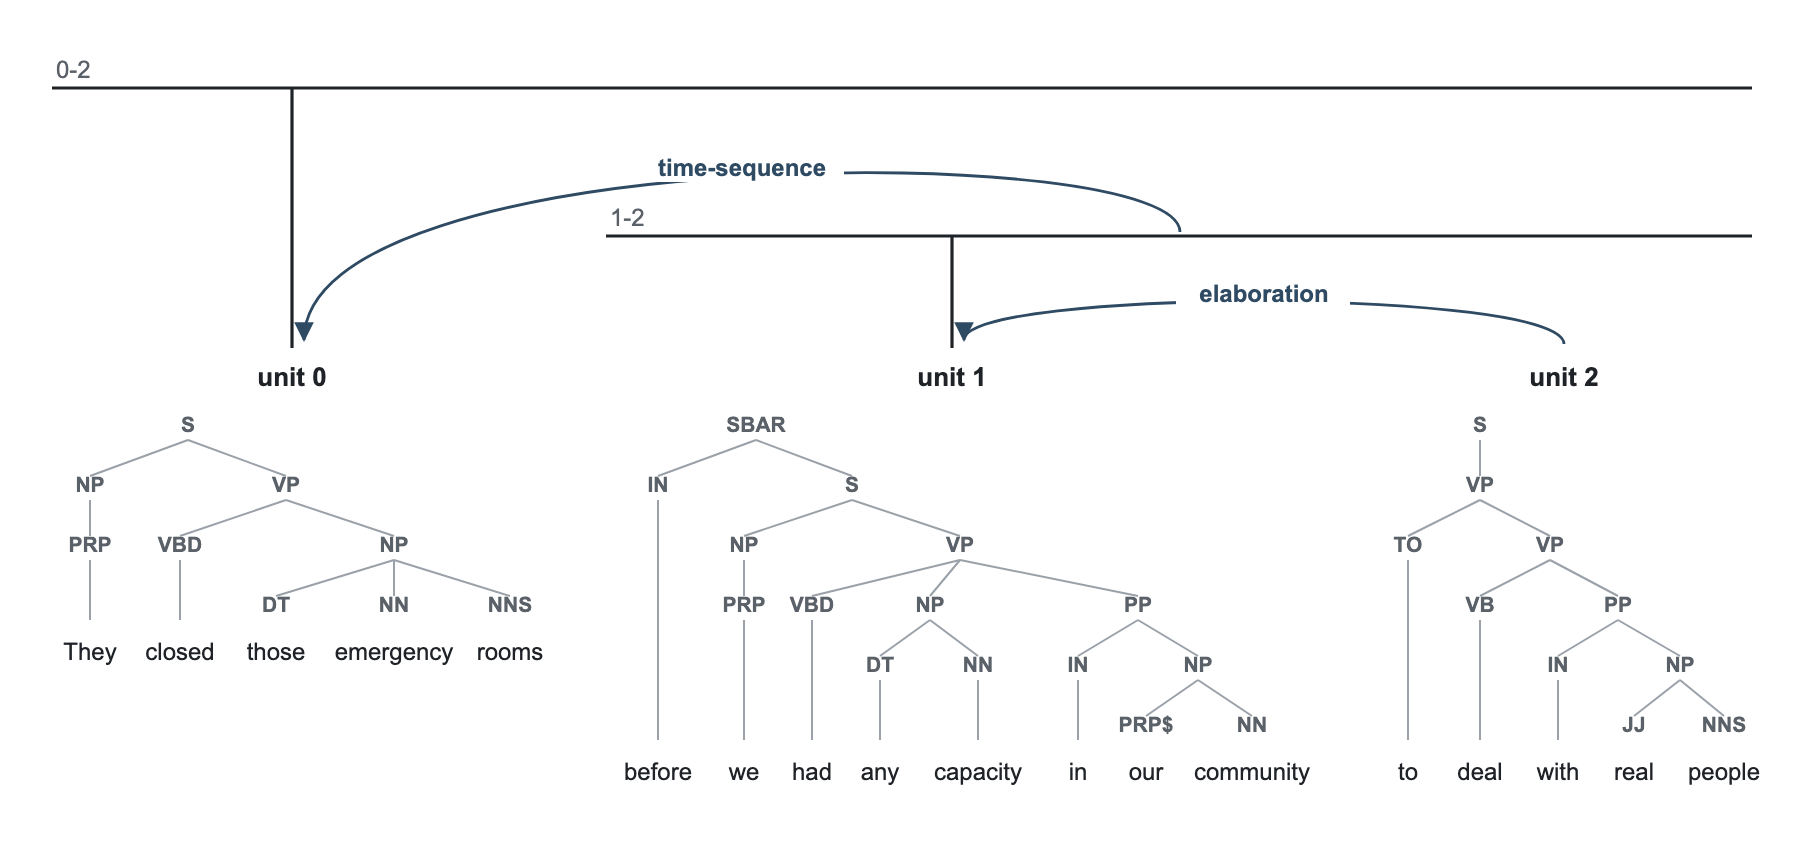 0-2
time-sequence
1-2
elaboration
unit 0 unit 1 unit 2
S SBAR S
NP VP IN S VP
PRP VBD NP NP VP TO VP
DT NN NNS PRP VBD NP PP VB PP
They closed those emergency rooms
DT NN IN NP IN NP
PRP$ NN JJ NNS
before we had any capacity in our community to deal with real people